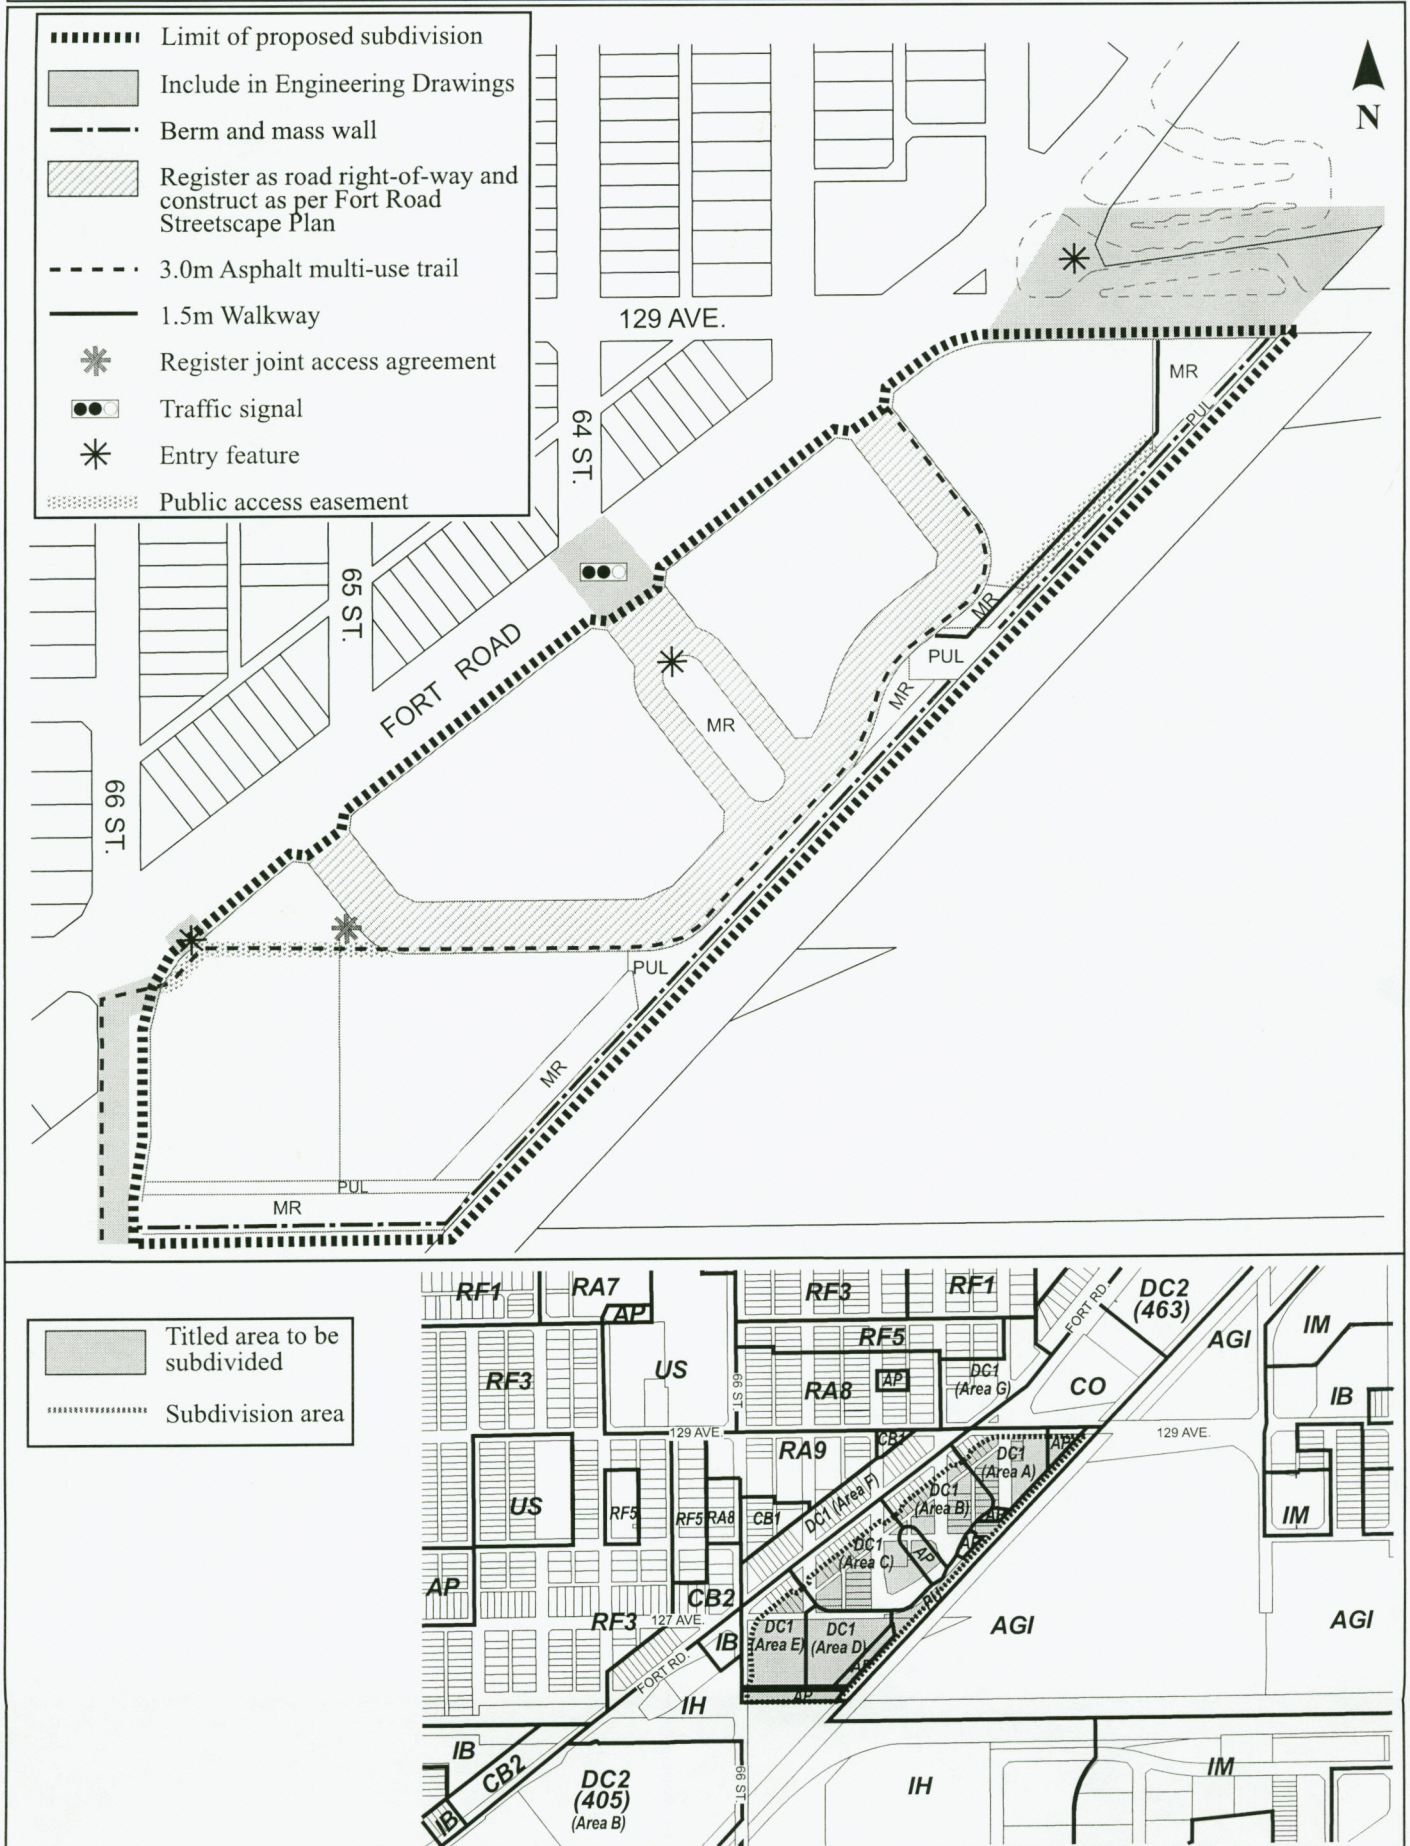 Limit of proposed subdivision
Include in Engineering Drawings
Berm and mass wall
Register as road right-of-way and
construct as per Fort Road
Streetscape Plan
3.0m Asphalt multi-use trail
1.5m Walkway
Register joint access agreement
Traffic signal
Entry feature
Public access easement
N
129 AVE.
64 ST.
65 ST.
66 ST.
FORT ROAD
MR
PUL
MR
PUL
MR
MR
PUL
MR
PUL
MR
Titled area to be
subdivided
Subdivision area
RF1
RA7
AP
RF3
RF1
FORT RD.
DC2
(463)
AGI
IM
RF5
RF3
US
66 ST.
RA8
AP
DC1
(Area G)
CO
IB
129 AVE.
129 AVE.
RA9
CB1
DC1
(Area A)
AP
US
RF5
RF5
RA8
CB1
DC1 (Area F)
DC1
(Area B)
AP
IM
AP
DC1
(Area C)
AP
AP
CB2
PU
RF3
127 AVE.
IB
DC1
(Area E)
DC1
(Area D)
AGI
AGI
FORT RD.
AP
AP
IH
IB
CB2
IB
DC2
(405)
(Area B)
66 ST.
IH
IM